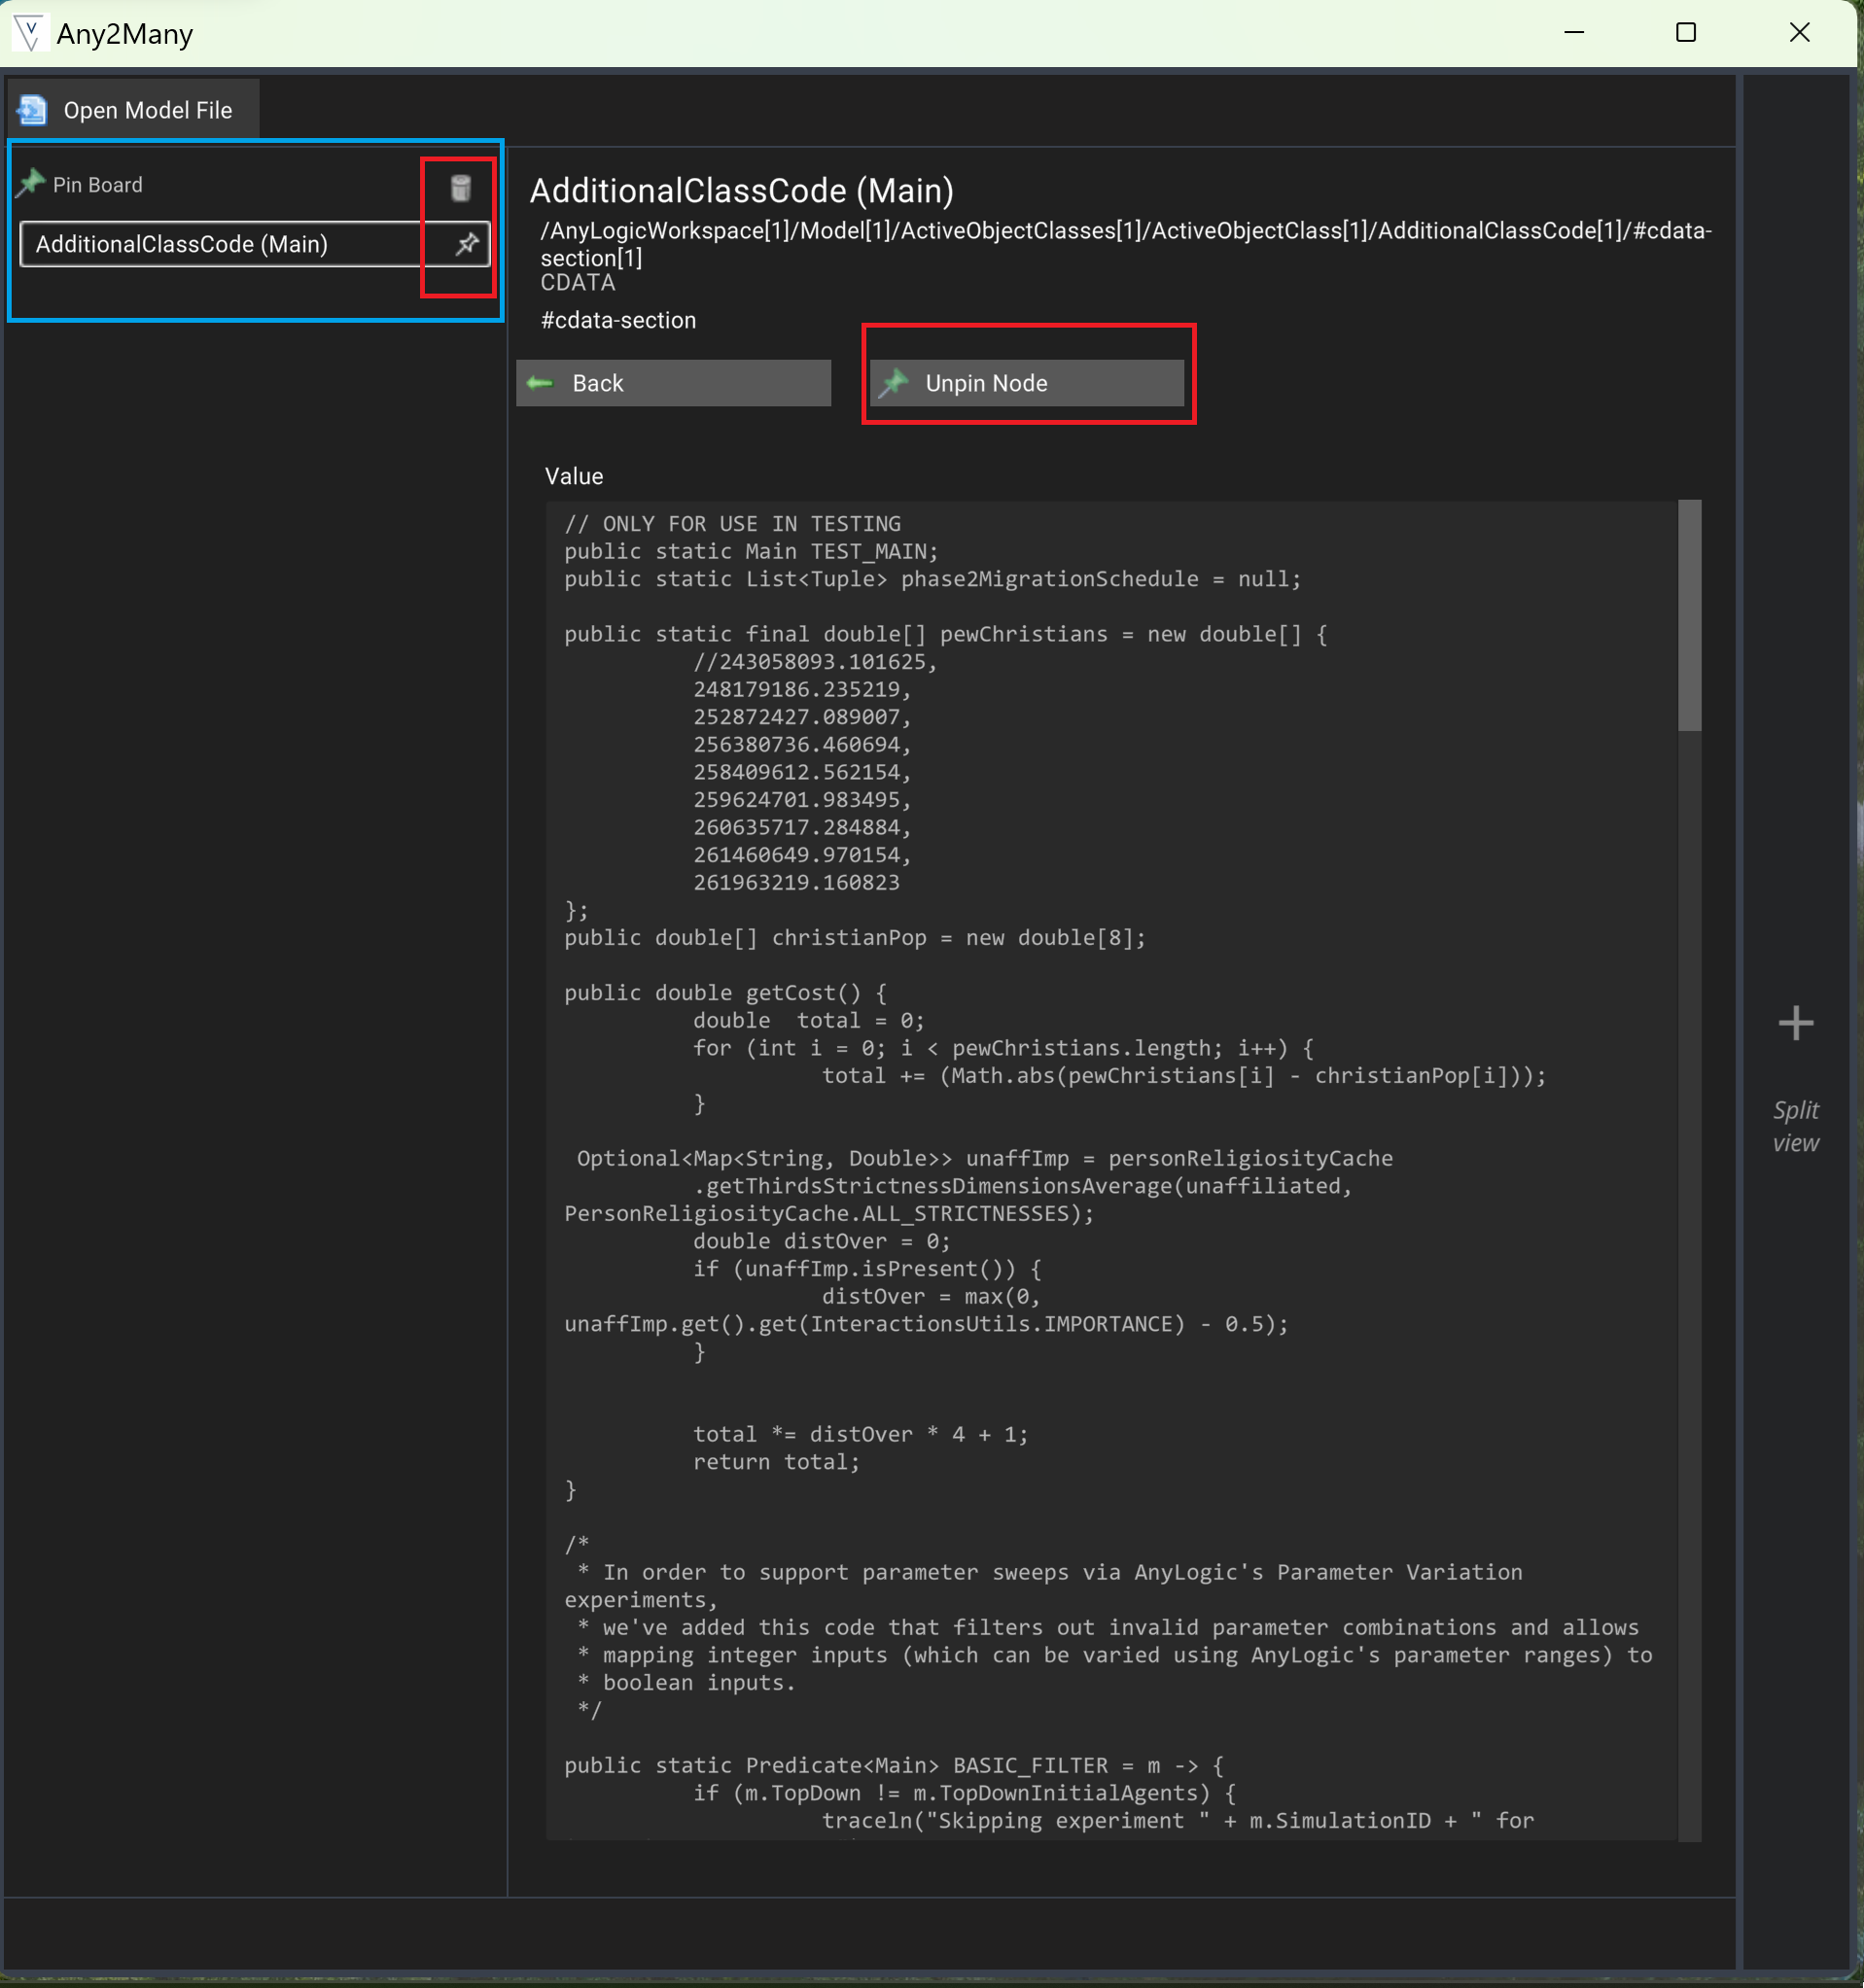 Any2Many
Open Model File
Pin Board
AdditionalClassCode (Main)
AdditionalClassCode (Main)
/AnyLogicWorkspace[1]/Model[1]/ActiveObjectClasses[1]/ActiveObjectClass[1]/AdditionalClassCode[1]/#cdata-
section[1]
CDATA
#cdata-section
Back
Unpin Node
Value
// ONLY FOR USE IN TESTING
public static Main TEST_MAIN;
public static List<Tuple> phase2MigrationSchedule = null;
public static final double[] pewChristians = new double[] {
//243058093.101625,
248179186.235219,
252872427.089007,
256380736.460694,
258409612.562154,
259624701.983495,
260635717.284884,
261460649.970154,
261963219.160823
};
public double[] christianPop = new double[8];
public double getCost() {
double  total = 0;
for (int i = 0; i < pewChristians.length; i++) {
total += (Math.abs(pewChristians[i] - christianPop[i]));
}
Optional<Map<String, Double>> unaffImp = personReligiosityCache
.getThirdsStrictnessDimensionsAverage(unaffiliated,
PersonReligiosityCache.ALL_STRICTNESSES);
double distOver = 0;
if (unaffImp.isPresent()) {
distOver = max(0,
unaffImp.get().get(InteractionsUtils.IMPORTANCE) - 0.5);
}
total *= distOver * 4 + 1;
return total;
}
/*
* In order to support parameter sweeps via AnyLogic's Parameter Variation
experiments,
* we've added this code that filters out invalid parameter combinations and allows
* mapping integer inputs (which can be varied using AnyLogic's parameter ranges) to
* boolean inputs.
*/
public static Predicate<Main> BASIC_FILTER = m -> {
if (m.TopDown != m.TopDownInitialAgents) {
traceln("Skipping experiment " + m.SimulationID + " for
Split
view